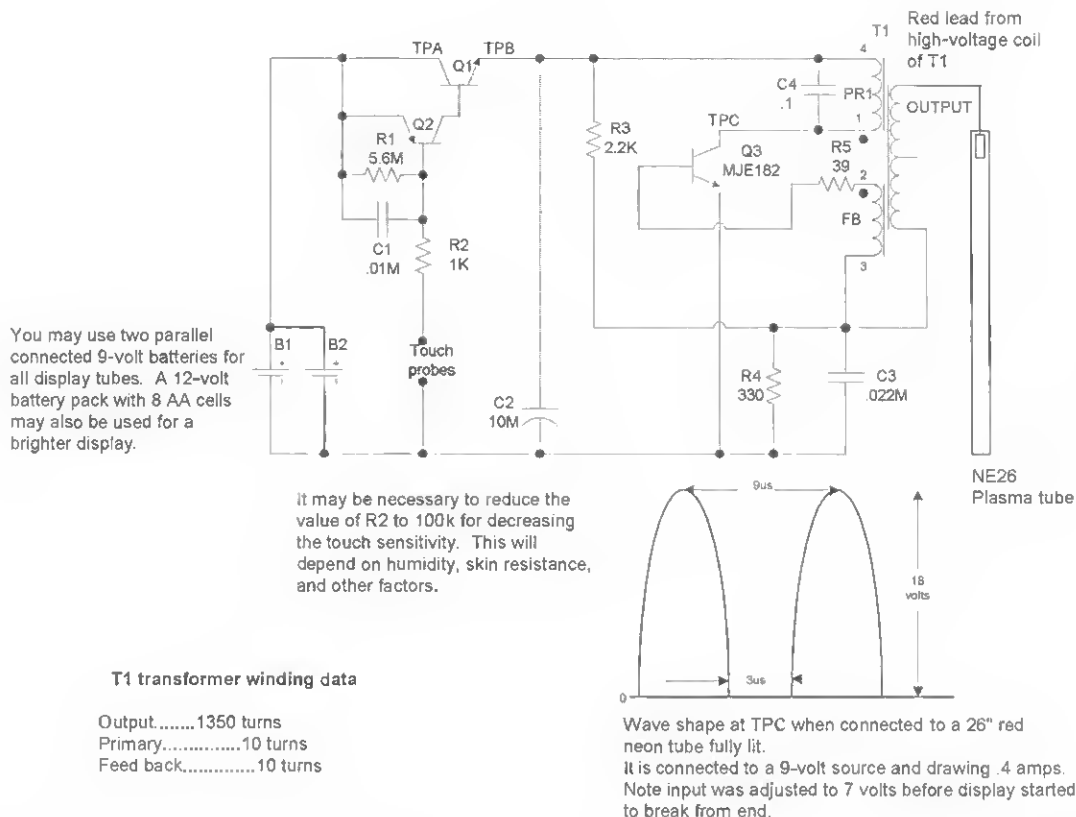 Red lead from
high-voltage coil
of T1
T1
TPA
TPB
Q1
4
C4
.1
PR1
OUTPUT
Q2
TPC
1
R1
5.6M
R3
2.2K
Q3
MJE182
R5
39
2
FB
C1
.01M
R2
1K
3
You may use two parallel
connected 9-volt batteries for
all display tubes. A 12-volt
battery pack with 8 AA cells
may also be used for a
brighter display.
B1
+
B2
+
Touch
probes
R4
330
C3
.022M
C2
10M
NE26
Plasma tube
It may be necessary to reduce the
value of R2 to 100k for decreasing
the touch sensitivity. This will
depend on humidity, skin resistance,
and other factors.
9us
18
volts
3us
0
T1 transformer winding data
Output.......1350 turns
Primary..............10 turns
Feed back............10 turns
Wave shape at TPC when connected to a 26" red
neon tube fully lit.
It is connected to a 9-volt source and drawing .4 amps.
Note input was adjusted to 7 volts before display started
to break from end.